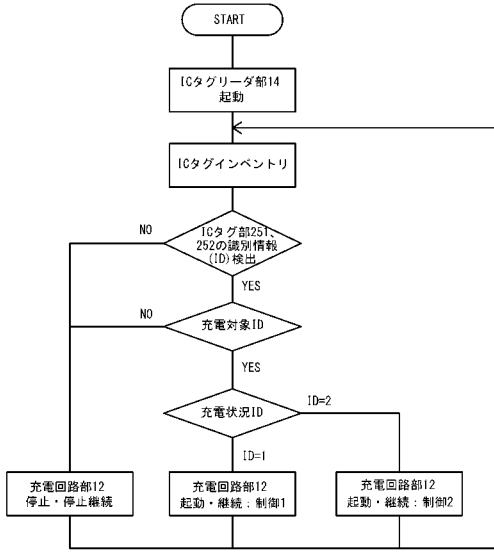 START
ICタグリーダ部14
起動
ICタグインベントリ
ICタグ部251、
252の識別情報
(ID)検出
NO
YES
充電対象ID
NO
YES
充電状況ID
ID=2
ID=1
充電回路部12
停止・停止継続
充電回路部12
起動・継続：制御1
充電回路部12
起動・継続：制御2